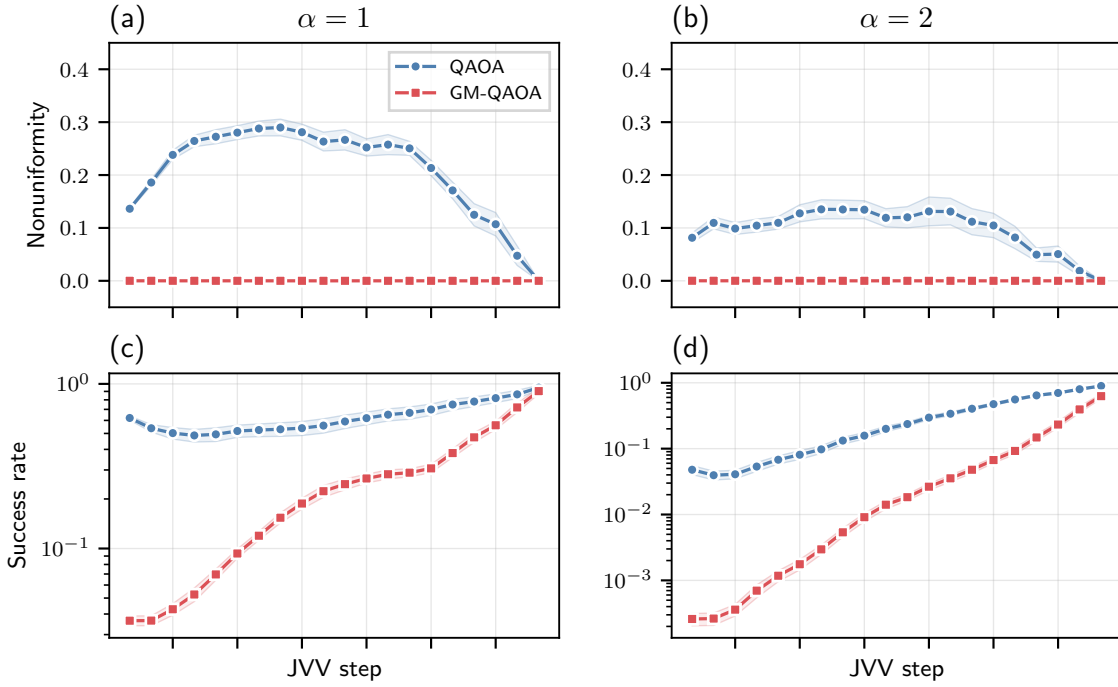 (a)
α = 1
(b)
α = 2
Nonuniformity
0.4
0.3
0.2
0.1
0.0
QAOA
GM-QAOA
0.4
0.3
0.2
0.1
0.0
(c)
(d)
Success rate
10⁰
10⁻¹
10⁰
10⁻¹
10⁻²
10⁻³
JVV step
JVV step